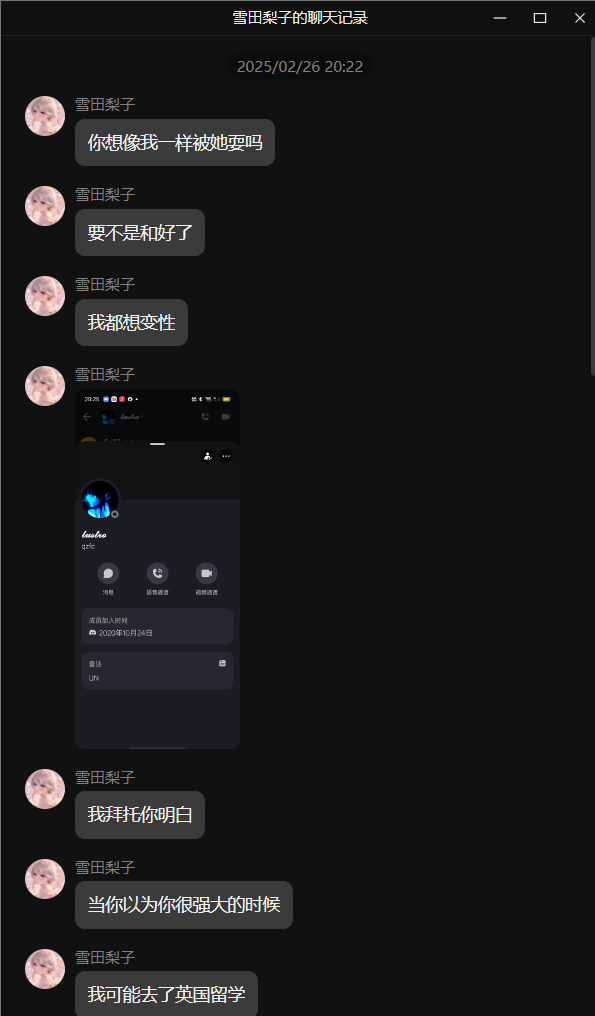 雪田梨子的聊天记录
2025/02/26 20:22
雪田梨子
你想像我一样被她耍吗
雪田梨子
要不是和好了
雪田梨子
我都想变性
雪田梨子
20:25
lustro
lustro
qzfc
消息
语音通话
视频通话
成员加入时间
2020年10月24日
备注
UN
雪田梨子
我拜托你明白
雪田梨子
当你以为你很强大的时候
雪田梨子
我可能去了英国留学